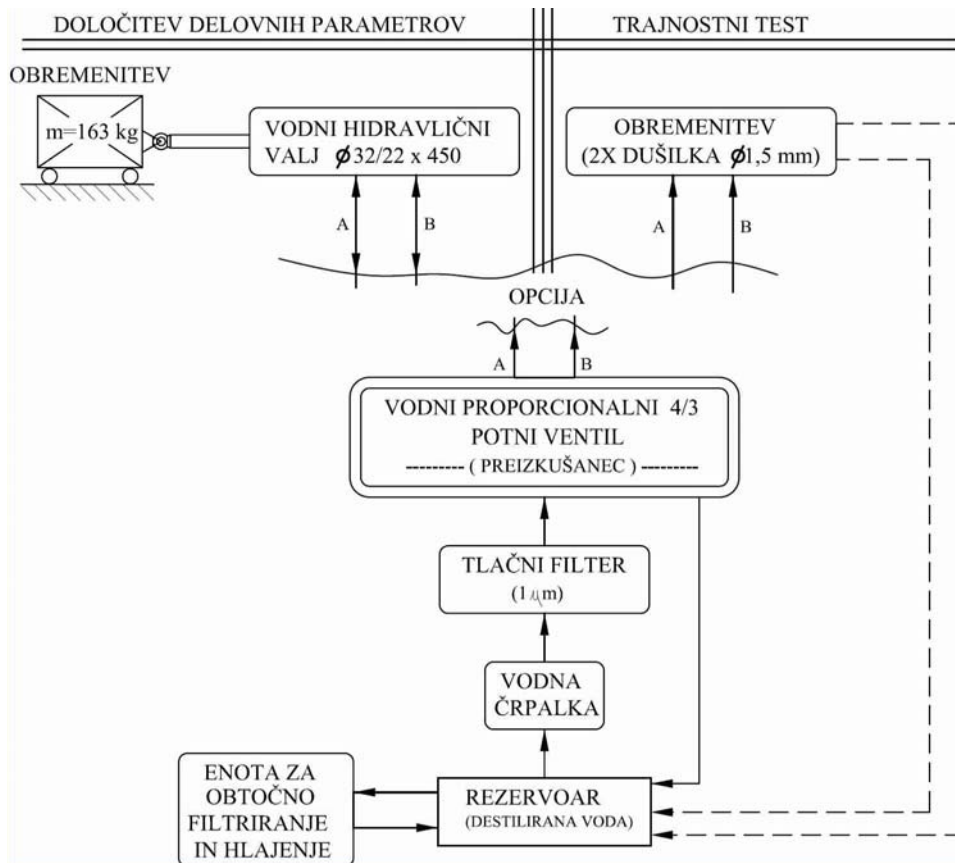 DOLOČITEV DELOVNIH PARAMETROV
TRAJNOSTNI TEST
OBREMENITEV
m=163 kg
VODNI HIDRAVLIČNI
VALJ ϕ32/22 x 450
OBREMENITEV
(2X DUŠILKA ϕ1,5 mm)
A
B
A
B
OPCIJA
A
B
VODNI PROPORCIONALNI 4/3
POTNI VENTIL
--------- ( PREIZKUŠANEC ) ---------
TLAČNI FILTER
(1 μm)
VODNA
ČRPALKA
ENOTA ZA
OBTOČNO
FILTRIRANJE
IN HLAJENJE
REZERVOAR
(DESTILIRANA VODA)